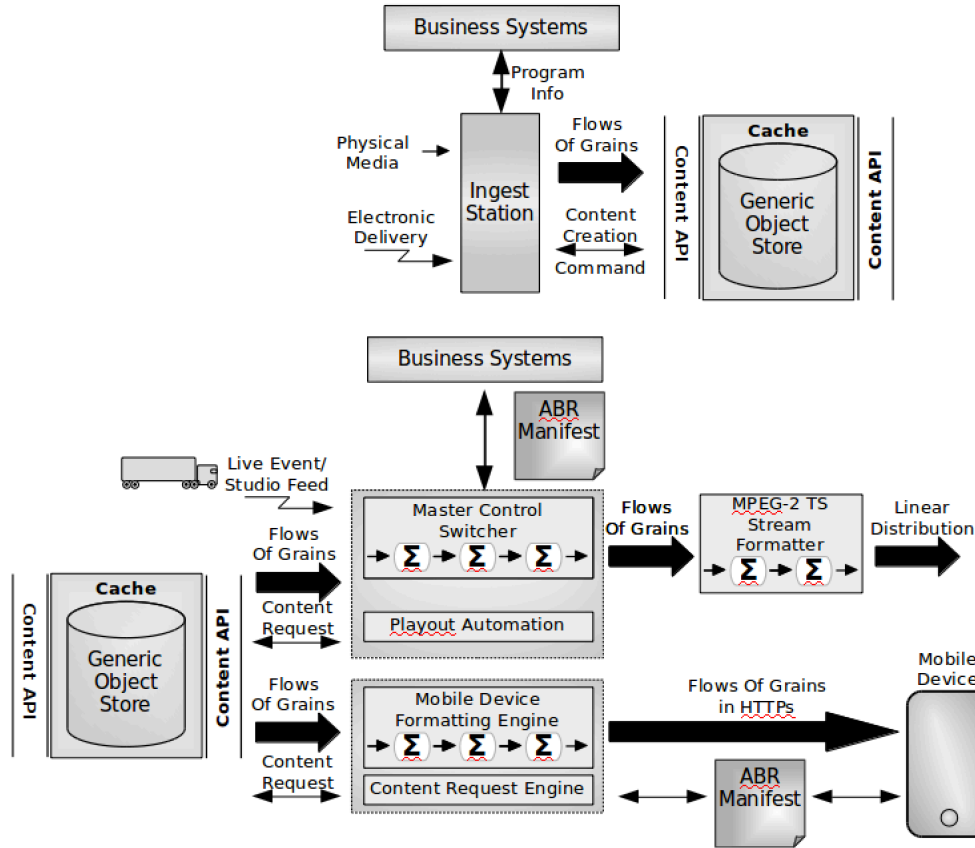 Business Systems
Program
Info
Physical
Media
Electronic
Delivery
Ingest
Station
Flows
Of Grains
Content
Creation
Command
Content API
Cache
Generic
Object
Store
Content API
Business Systems
ABR
Manifest
Live Event/
Studio Feed
Flows
Of Grains
Content
Request
Master Control
Switcher
Σ Σ Σ
Playout Automation
Flows
Of Grains
MPEG-2 TS
Stream
Formatter
Σ Σ
Linear
Distribution
Content API
Cache
Generic
Object
Store
Content API
Flows
Of Grains
Content
Request
Mobile Device
Formatting Engine
Σ Σ Σ
Content Request Engine
Flows Of Grains
in HTTPs
ABR
Manifest
Mobile
Device